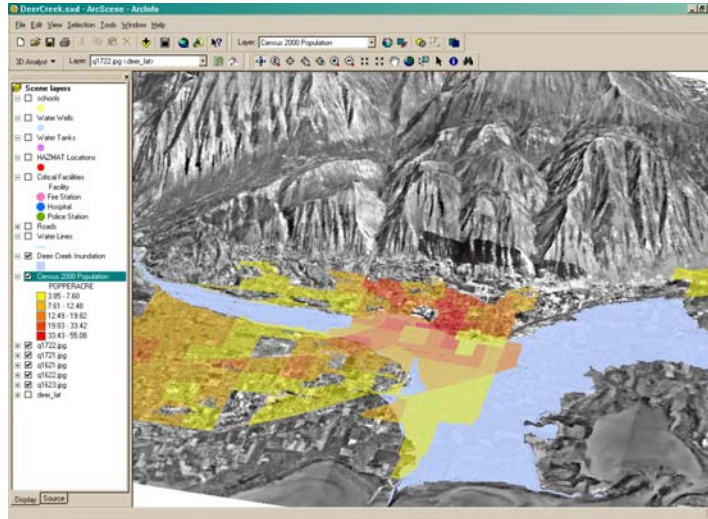 DeerCreek.sxd - ArcScene - ArcInfo
File Edit View Selection Tools Window Help
Layer: Census 2000 Population
3D Analyst Layer: q1722.jpg <deer_lat>
Scene layers
schools
Water Wells
Water Tanks
HAZMAT Locations
Critical Facilities
Facility
Fire Station
Hospital
Police Station
Roads
Water Lines
Deer Creek Inundation
Census 2000 Population
POPPERACRE
3.85 - 7.60
7.61 - 12.48
12.49 - 19.82
19.83 - 33.42
33.43 - 55.08
q1722.jpg
q1721.jpg
q1621.jpg
q1622.jpg
q1623.jpg
deer_lat
Display Source